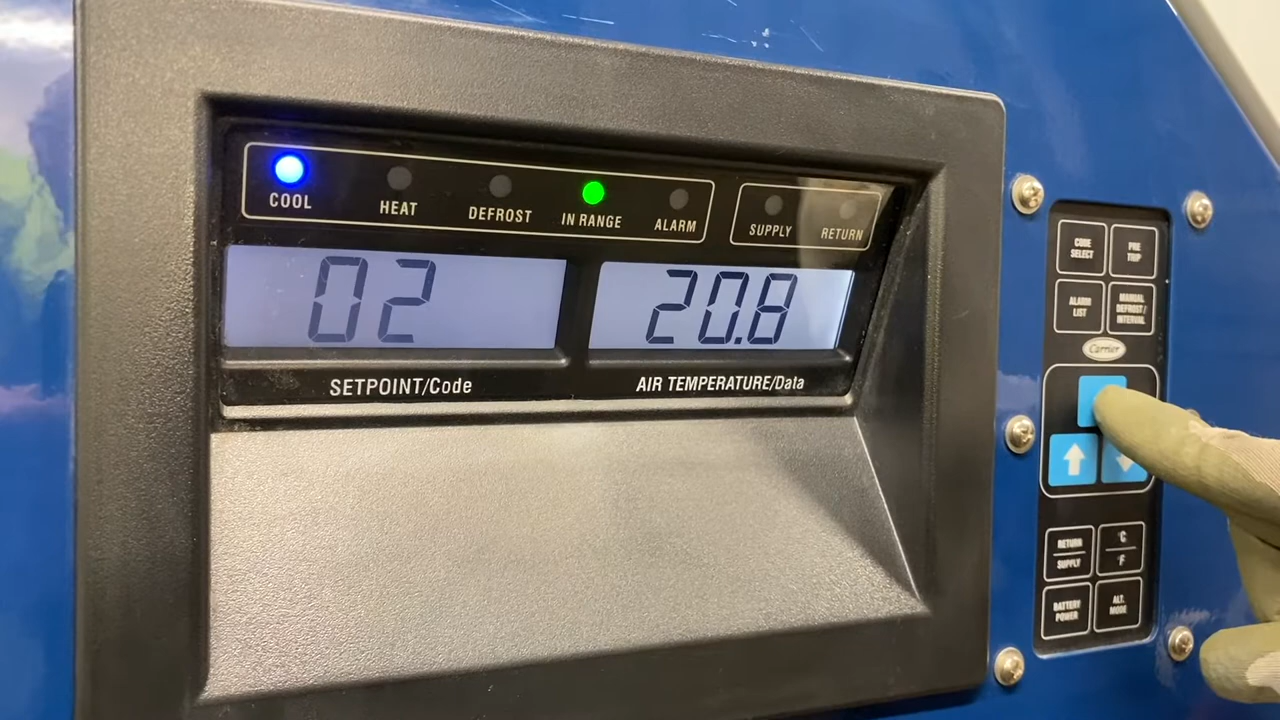 COOL
HEAT
DEFROST
IN RANGE
ALARM
SUPPLY
RETURN
02
20.8
SETPOINT/Code
AIR TEMPERATURE/Data
CODE
SELECT
PRE
TRIP
ALARM
LIST
MANUAL
DEFROST/
INTERVAL
Carrier
RETURN
SUPPLY
°C
°F
BATTERY
POWER
ALT.
MODE